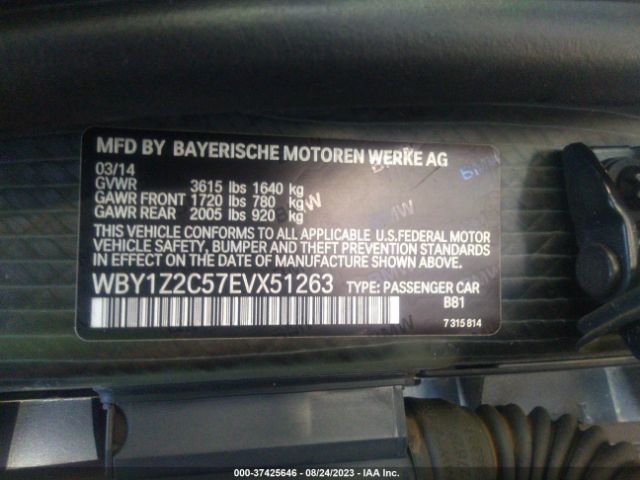 MFD BY BAYERISCHE MOTOREN WERKE AG
03/14
GVWR 3615 lbs 1640 kg
GAWR FRONT 1720 lbs 780 kg
GAWR REAR 2005 lbs 920 kg
THIS VEHICLE CONFORMS TO ALL APPLICABLE U.S.FEDERAL MOTOR
VEHICLE SAFETY, BUMPER AND THEFT PREVENTION STANDARDS
IN EFFECT ON THE DATE OF MANUFACTURE SHOWN ABOVE.
WBY1Z2C57EVX51263 TYPE: PASSENGER CAR
B81
7 315 814
000-37425646 - 08/24/2023 - IAA Inc.